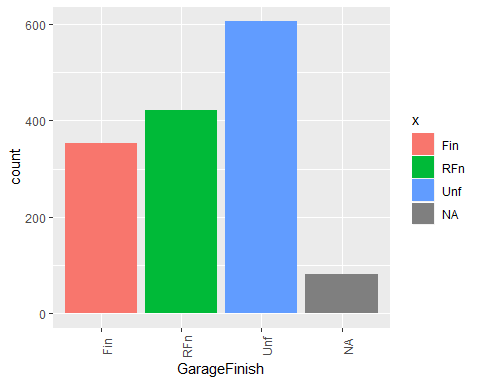 600
400
200
0
count
Fin
RFn
Unf
NA
GarageFinish
x
Fin
RFn
Unf
NA